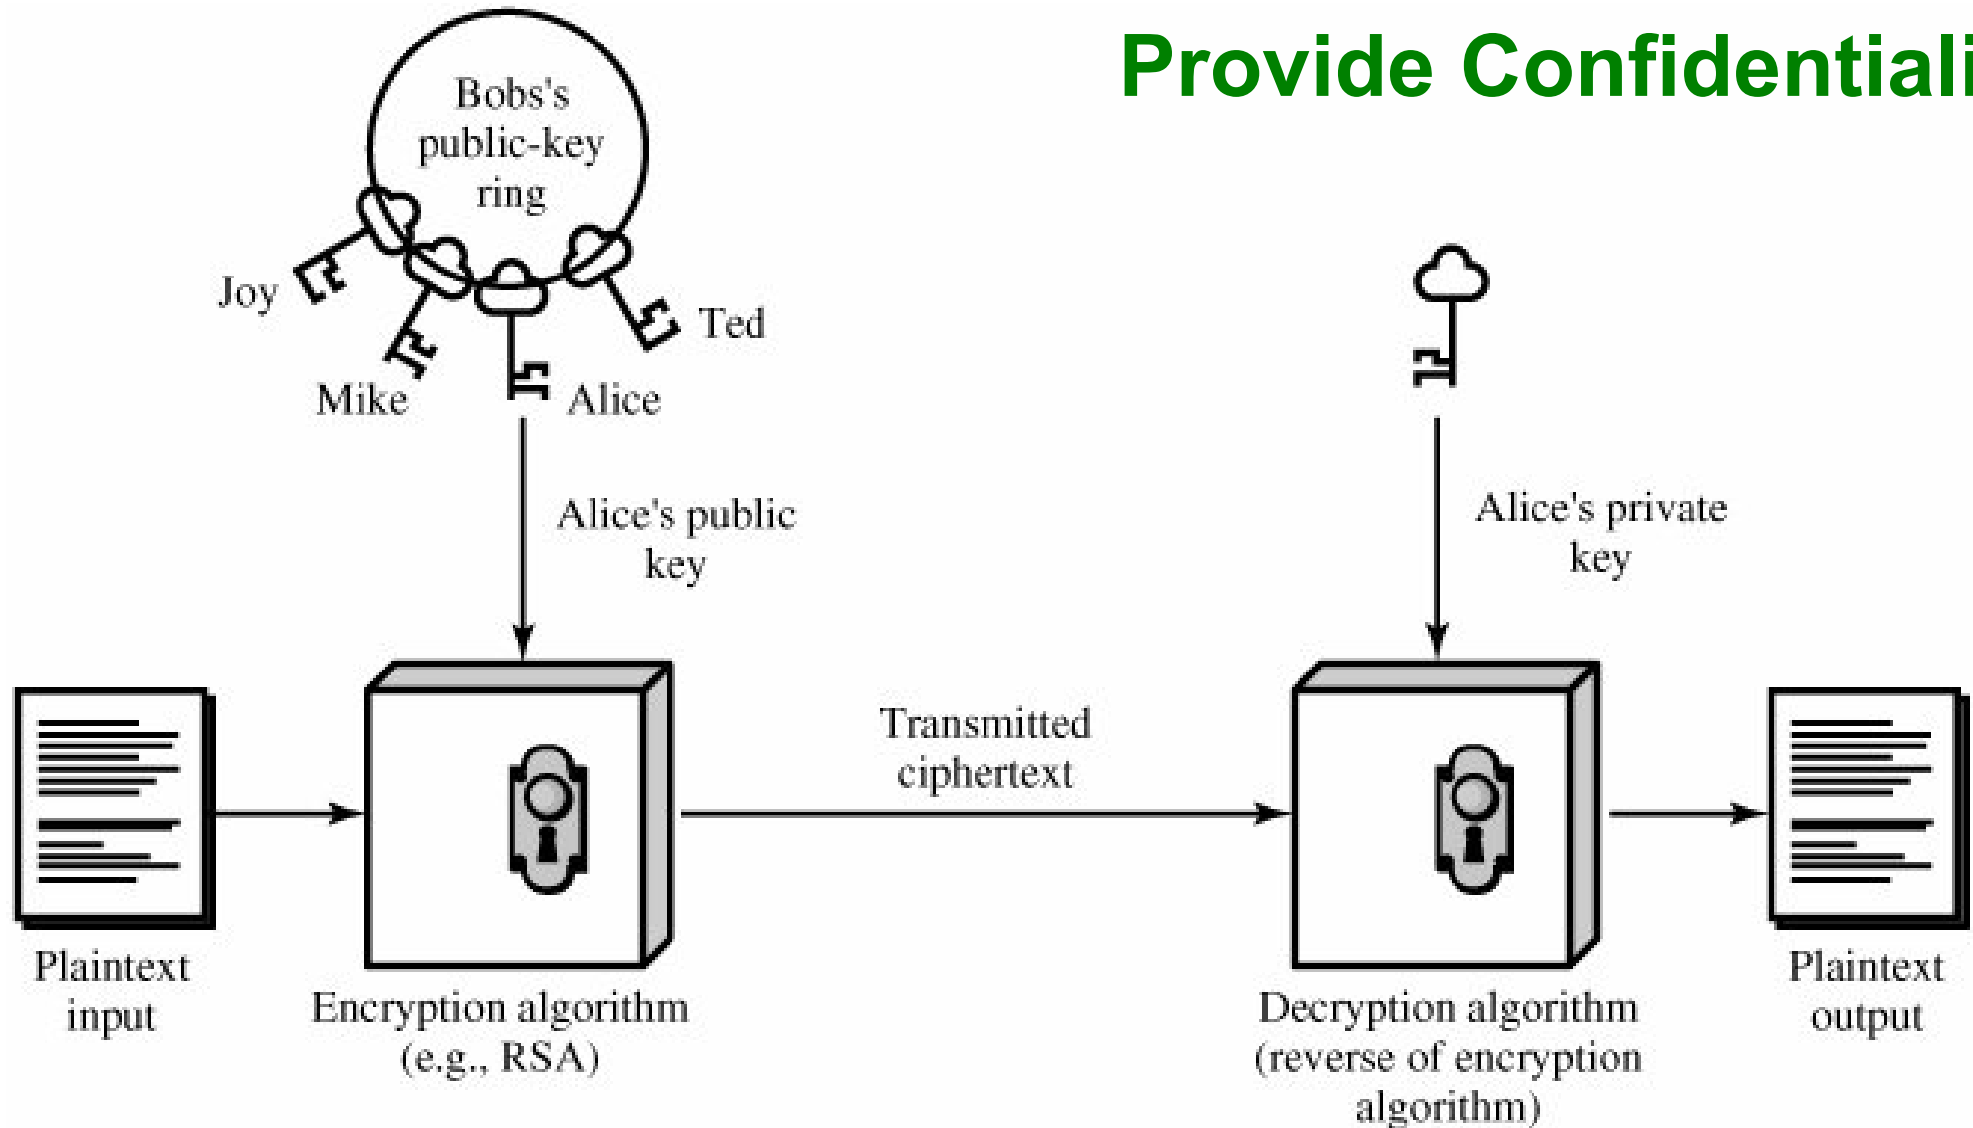 Provide Confidentiali
Bobs's
public-key
ring
Joy
Ted
Mike
Alice
Alice's public
key
Alice's private
key
Transmitted
ciphertext
Plaintext
input
Encryption algorithm
(e.g., RSA)
Decryption algorithm
(reverse of encryption
algorithm)
Plaintext
output